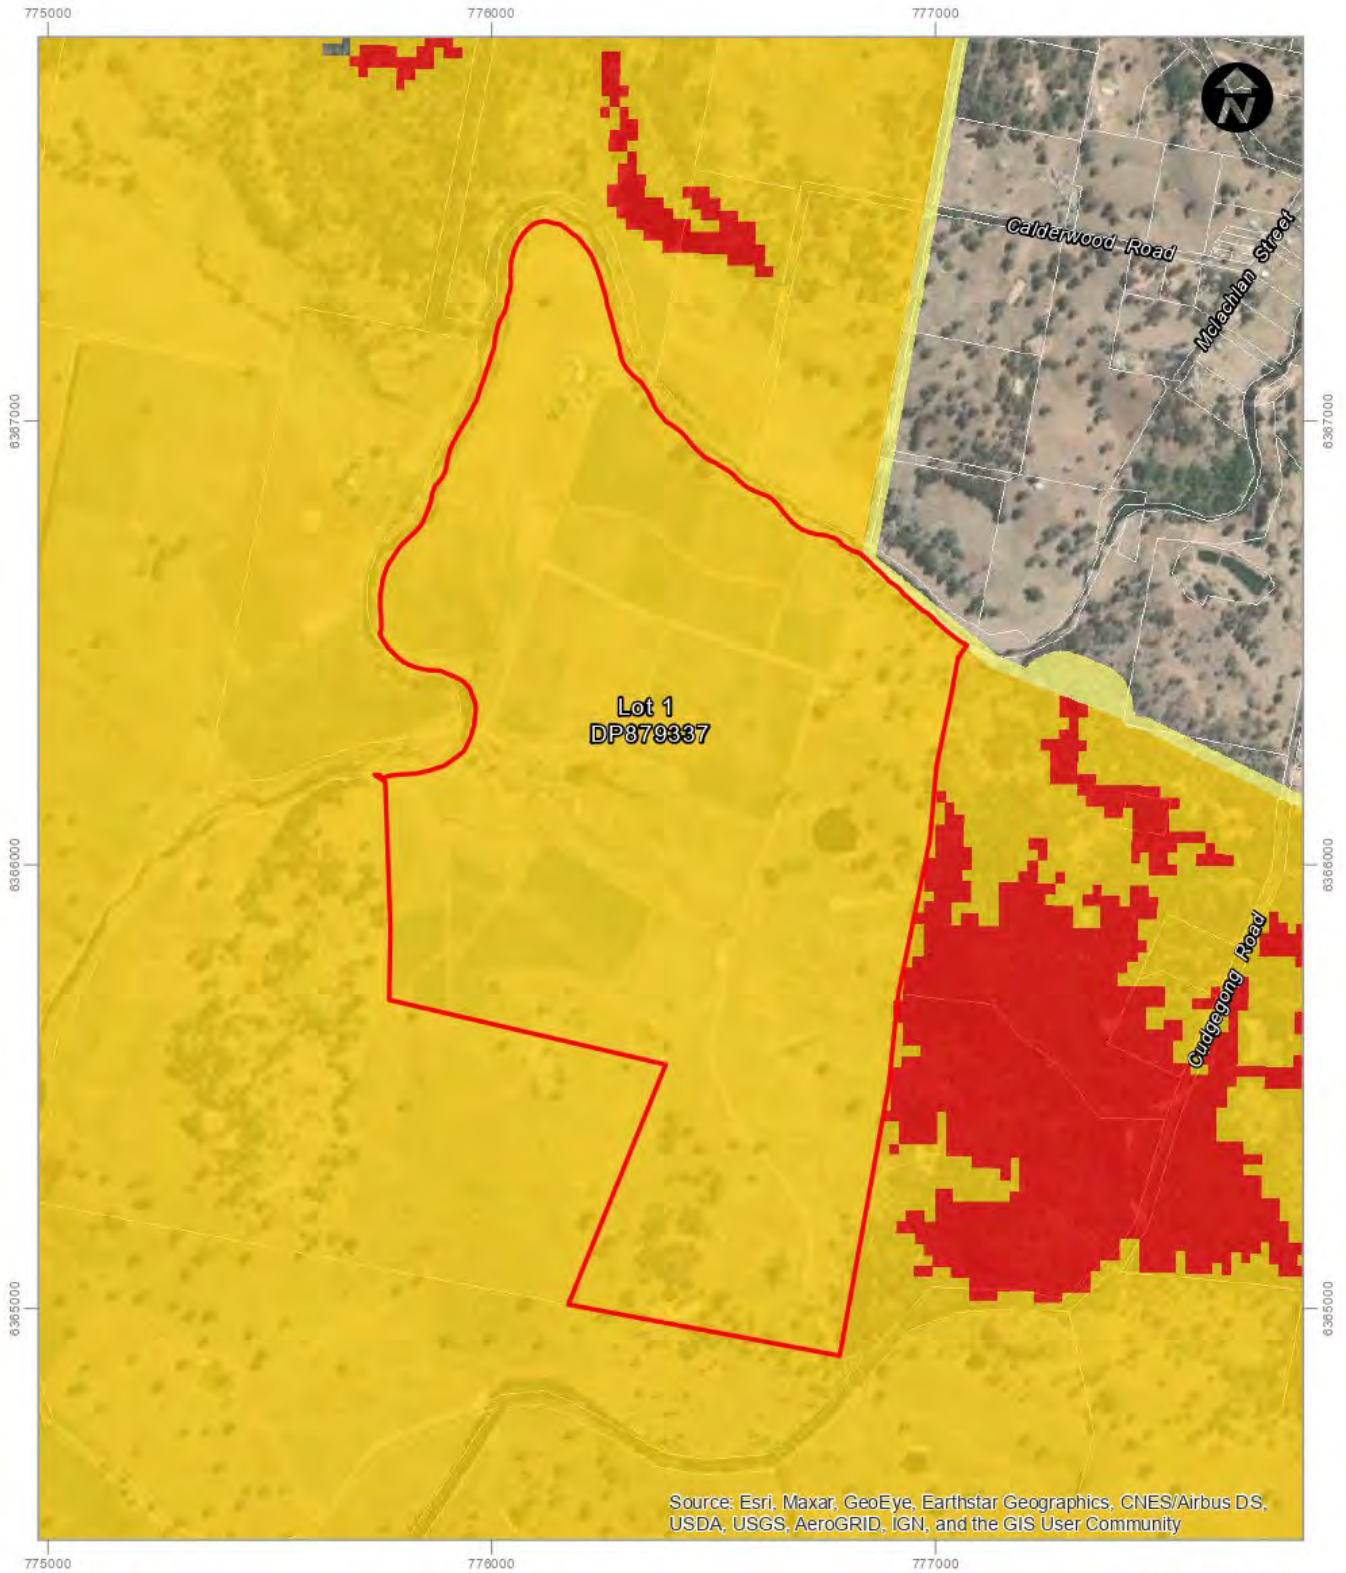 775000
776000
777000
N
Calderwood Road
Mclachlan Street
6367000
6367000
Lot 1
DP879337
6366000
6366000
Cudgegong Road
6365000
6365000
Source: Esri, Maxar, GeoEye, Earthstar Geographics, CNES/Airbus DS,
USDA, USGS, AeroGRID, IGN, and the GIS User Community
775000
776000
777000